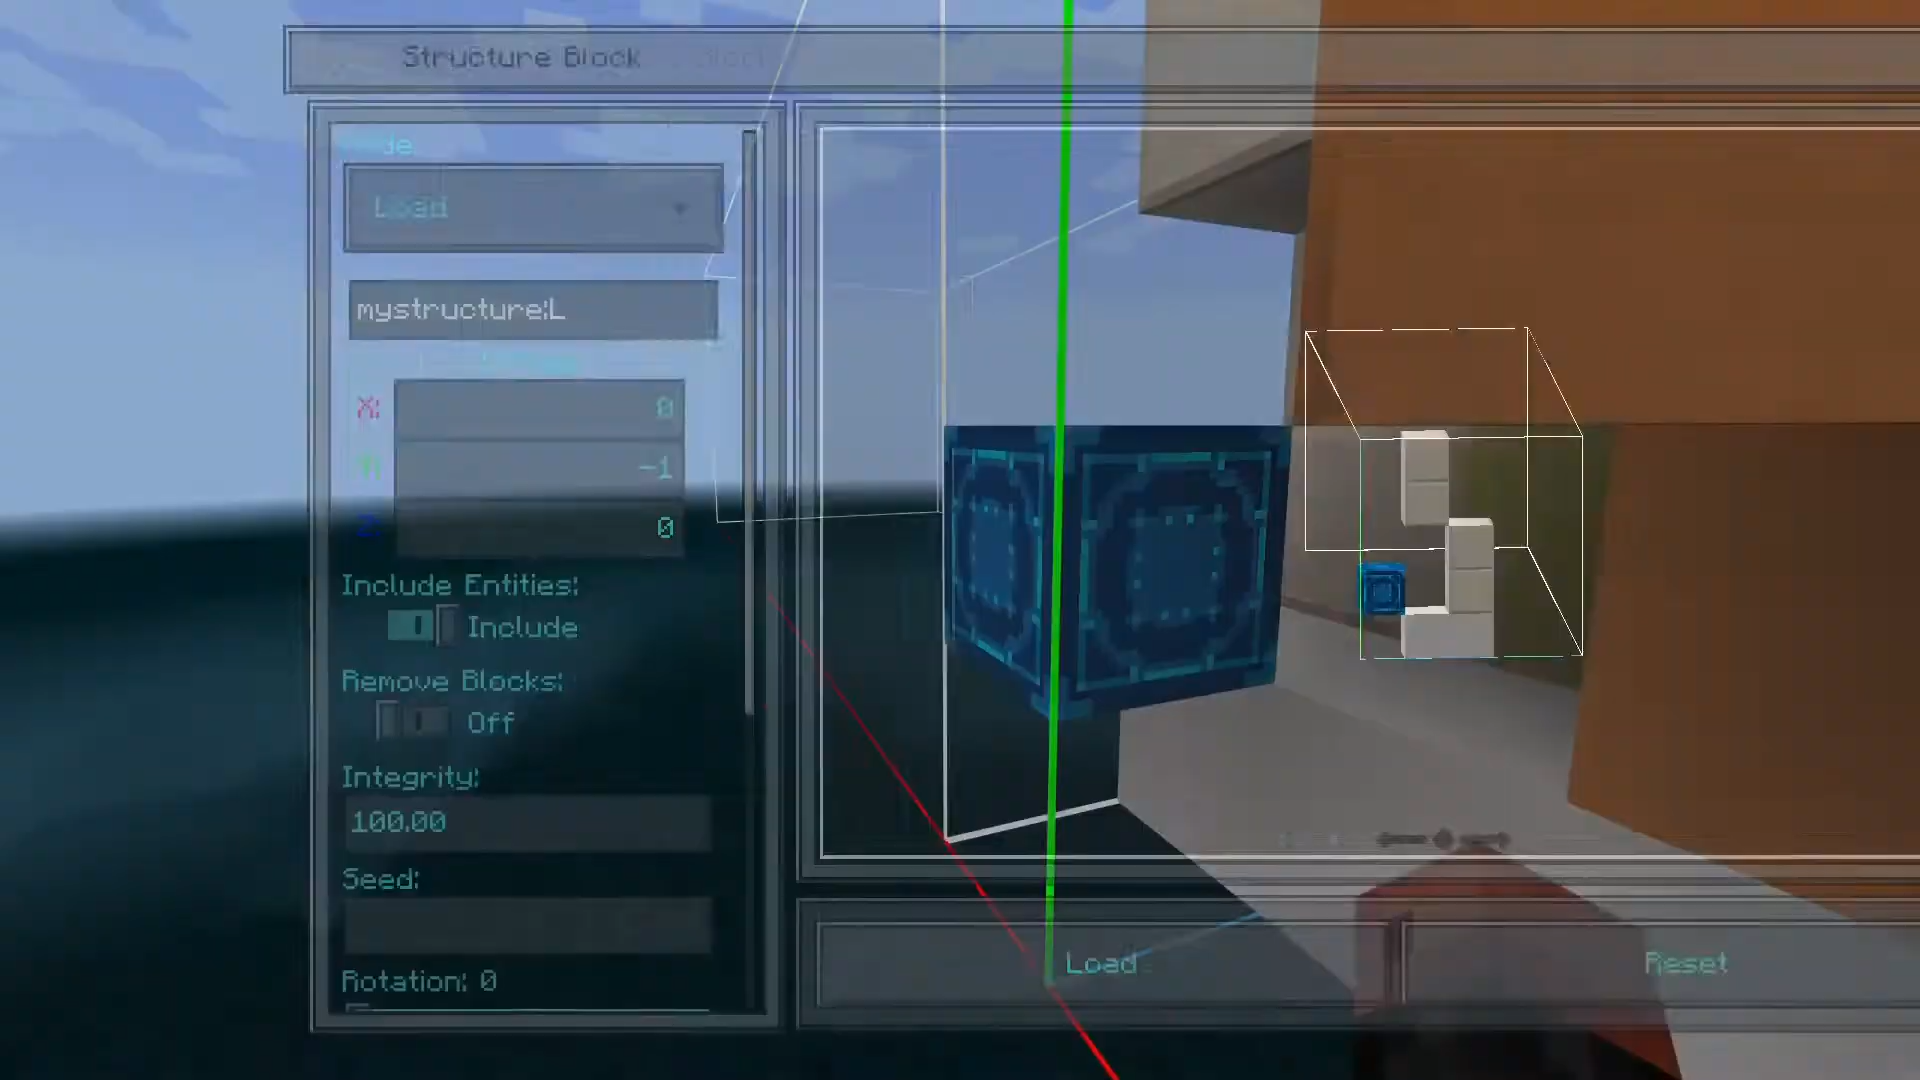 Structure Block
Load
mystructure:L
X: 0
Y: -1
Z: 0
Include Entities:
Include
Remove Blocks:
Off
Integrity:
100.00
Seed:
Rotation: 0
Load
Reset